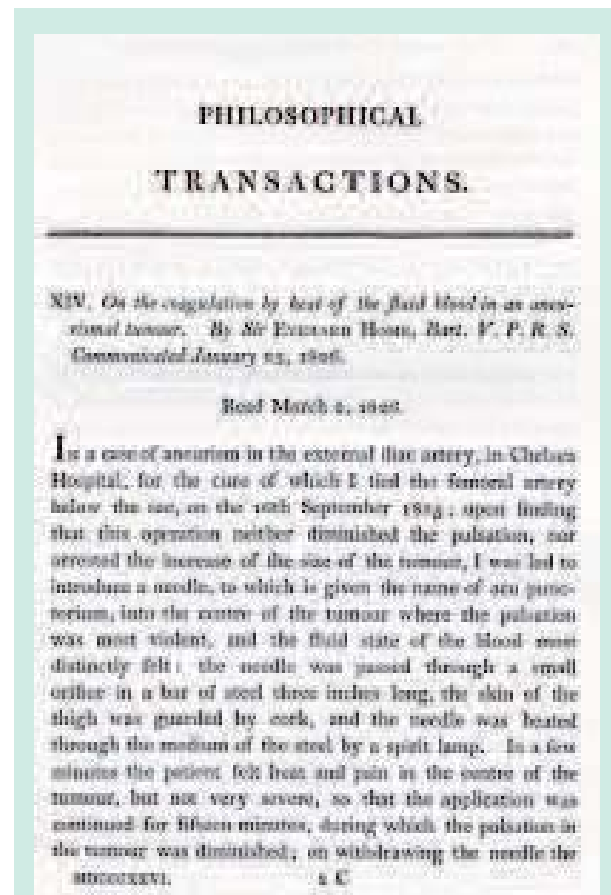 PHILOSOPHICAL
TRANSACTIONS.
XIV. On the coagulation by heat of the fluid blood in an aneu-
rismal tumour. By Sir EVERARD HOME, Bart. V. P. R. S.
Communicated January 1826.
Read March 1826.
In a case of aneurism in the external iliac artery, in Chelsea
Hospital, for the cure of which I tied the femoral artery
below the sac, on the 10th September 1825; upon finding
that this operation neither diminished the pulsation, nor
arrested the increase of the size of the tumour, I was led to
introduce a needle, to which is given the name of acu punc-
torium, into the centre of the tumour where the pulsation
was most violent, and the fluid state of the blood most
distinctly felt: the needle was passed through a small
orifice in a bar of steel three inches long, the skin of the
thigh was guarded by cork, and the needle was heated
through the medium of the steel by a spirit lamp. In a few
minutes the patient felt heat and pain in the centre of the
tumour, but not very severe, so that the application was
continued for fifteen minutes, during which the pulsation in
the tumour was diminished; on withdrawing the needle the
MDCCCXXVI. 2 C